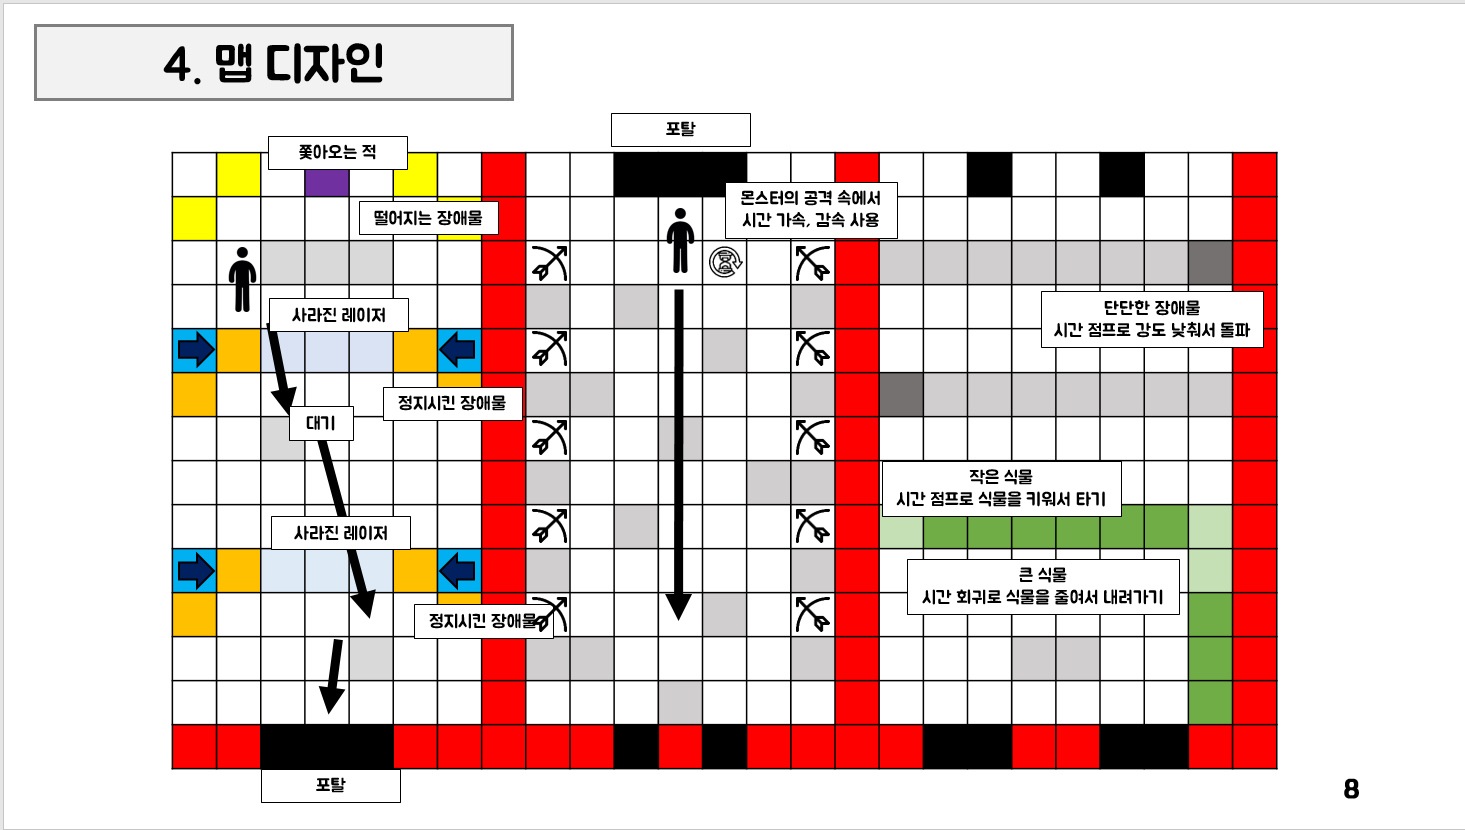 4. 맵 디자인
포탈
쫓아오는 적
몬스터의 공격 속에서
시간 가속, 감속 사용
떨어지는 장애물
사라진 레이저
단단한 장애물
시간 점프로 강도 낮춰서 돌파
정지시킨 장애물
대기
작은 식물
시간 점프로 식물을 키워서 타기
사라진 레이저
큰 식물
시간 회귀로 식물을 줄여서 내려가기
정지시킨 장애물
포탈
8